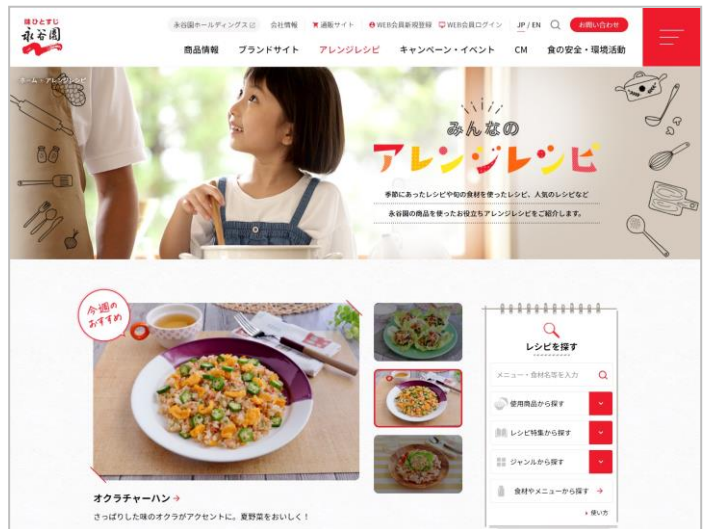 味ひとすじ
永谷園
永谷園ホールディングス 会社情報 通販サイト WEB会員新規登録 WEB会員ログイン JP / EN お問い合わせ
商品情報 ブランドサイト アレンジレシピ キャンペーン・イベント CM 食の安全・環境活動
ホーム > アレンジレシピ
みんなの
アレンジレシピ
季節にあったレシピや旬の食材を使ったレシピ、人気のレシピなど
永谷園の商品を使ったお役立ちアレンジレシピをご紹介します。
今週の
おすすめ
レシピを探す
メニュー・食材名等を入力
使用商品から探す
レシピ特集から探す
ジャンルから探す
食材やメニューから探す →
使い方
オクラチャーハン →
さっぱりした味のオクラがアクセントに。夏野菜をおいしく！